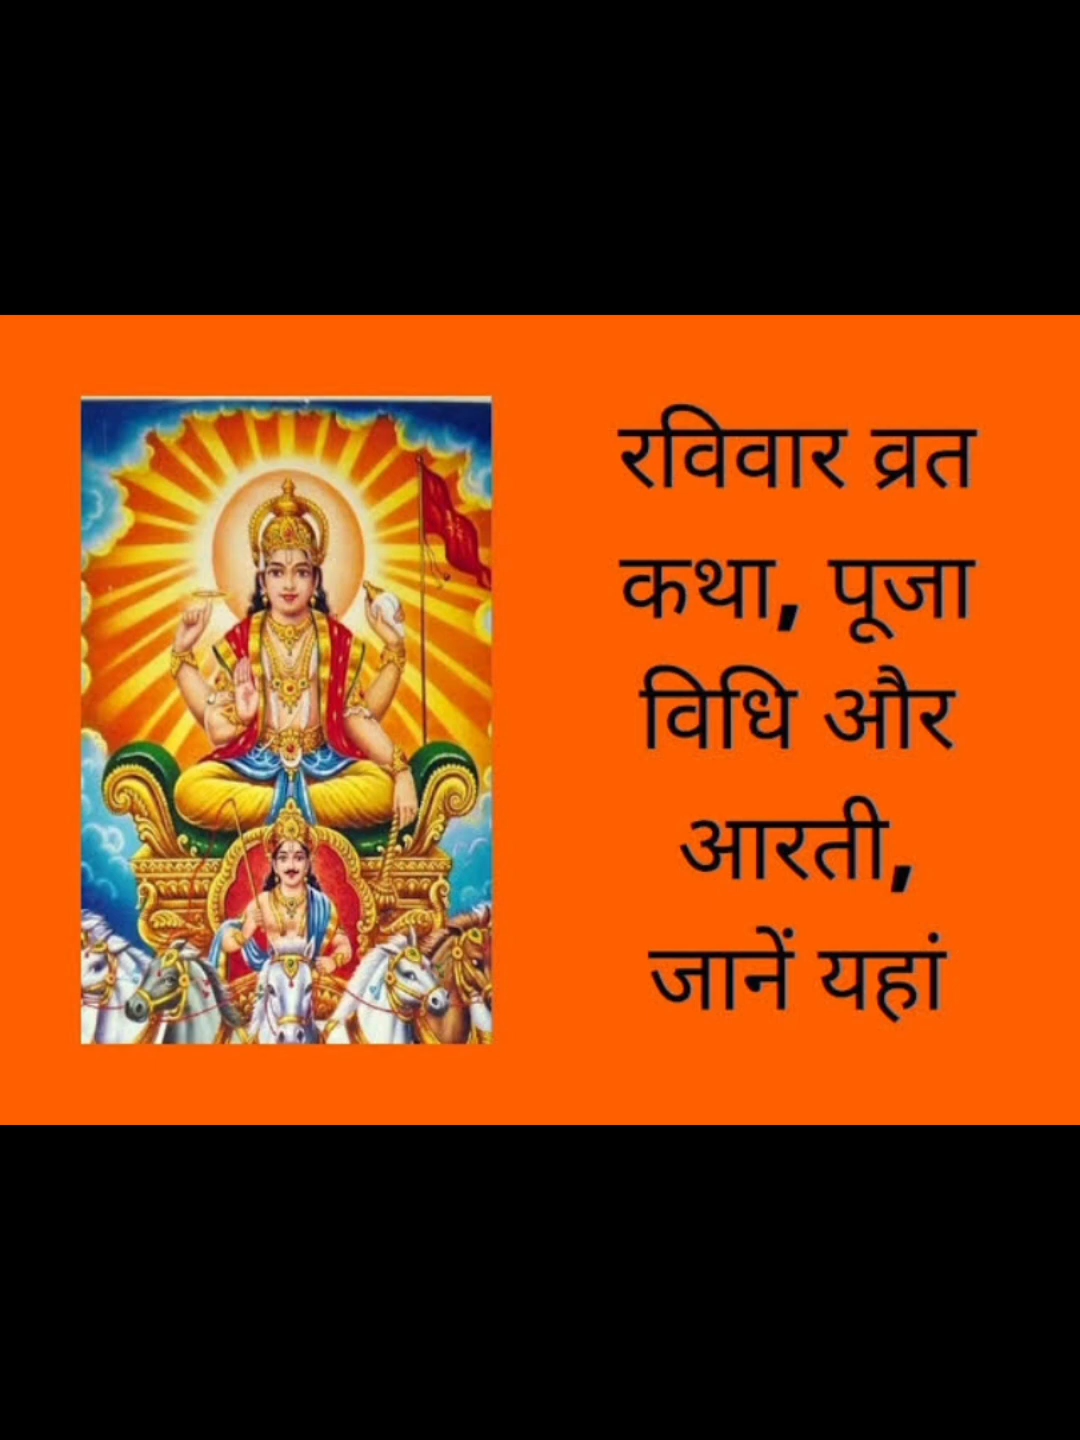 रविवार व्रत
कथा, पूजा
विधि और
आरती,
जानें यहां